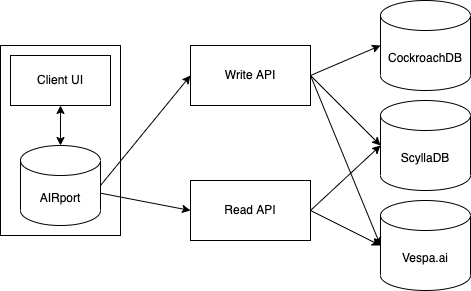 Client UI
AIRport
Write API
Read API
CockroachDB
ScyllaDB
Vespa.ai